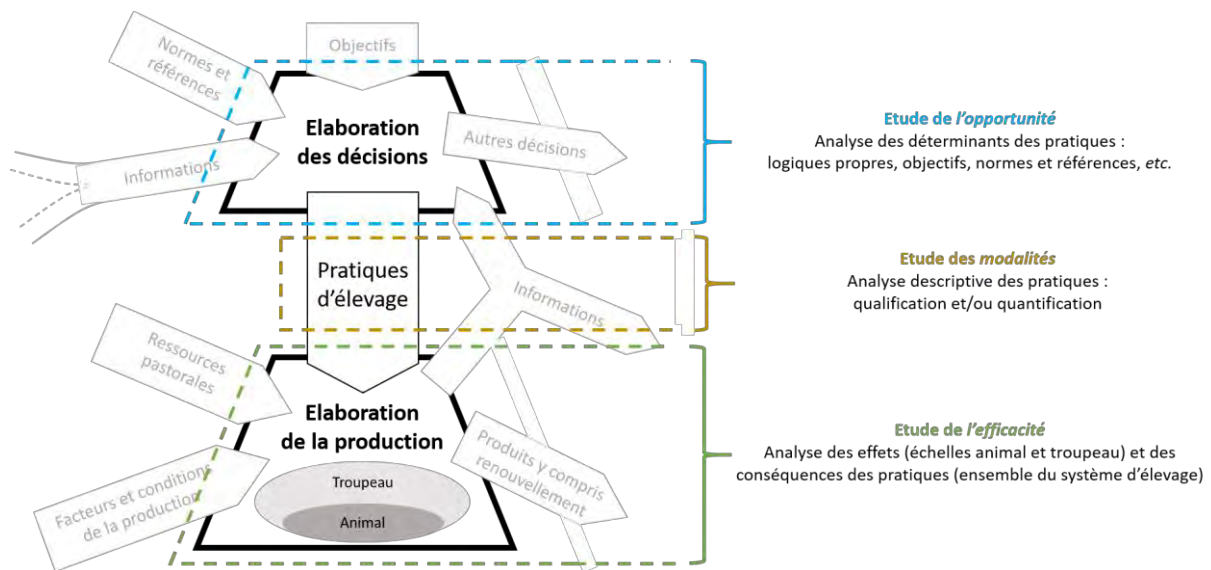 Normes et
références
Objectifs
Informations
Elaboration
des décisions
Autres décisions
Etude de l'opportunité
Analyse des déterminants des pratiques :
logiques propres, objectifs, normes et références, etc.
Pratiques
d'élevage
Informations
Etude des modalités
Analyse descriptive des pratiques :
qualification et/ou quantification
Ressources
pastorales
Facteurs et conditions
de la production
Elaboration
de la production
Troupeau
Animal
Produits y compris
renouvellement
Etude de l'efficacité
Analyse des effets (échelles animal et troupeau) et des
conséquences des pratiques (ensemble du système d'élevage)